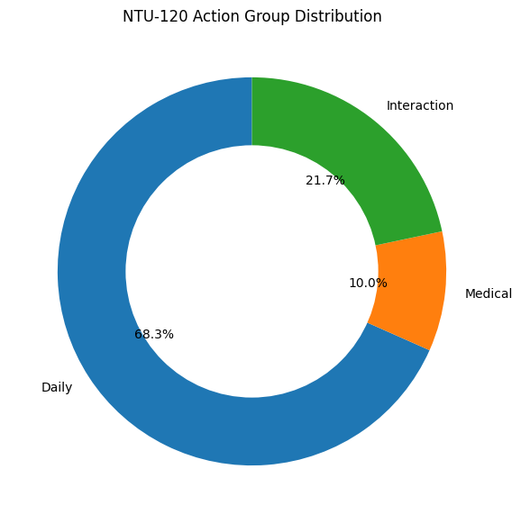 NTU-120 Action Group Distribution
Interaction
21.7%
10.0%
Medical
68.3%
Daily